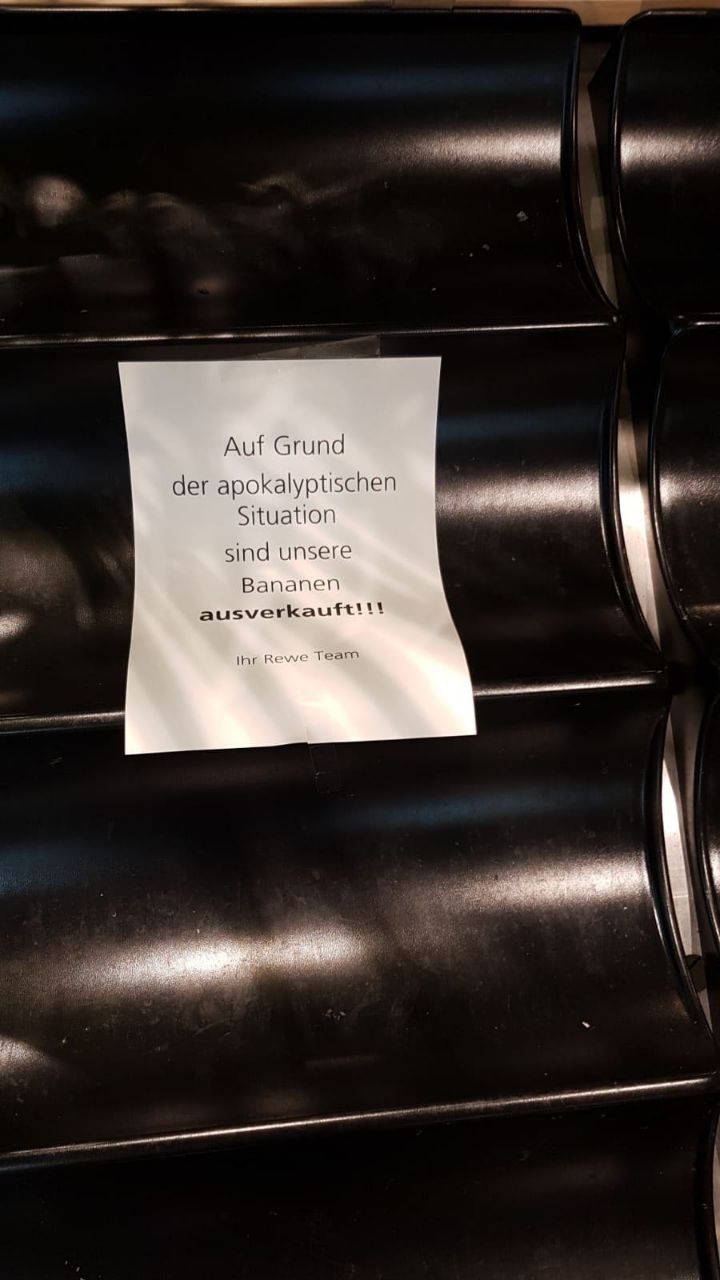 Auf Grund
der apokalyptischen
Situation
sind unsere
Bananen
ausverkauft!!!
Ihr Rewe Team